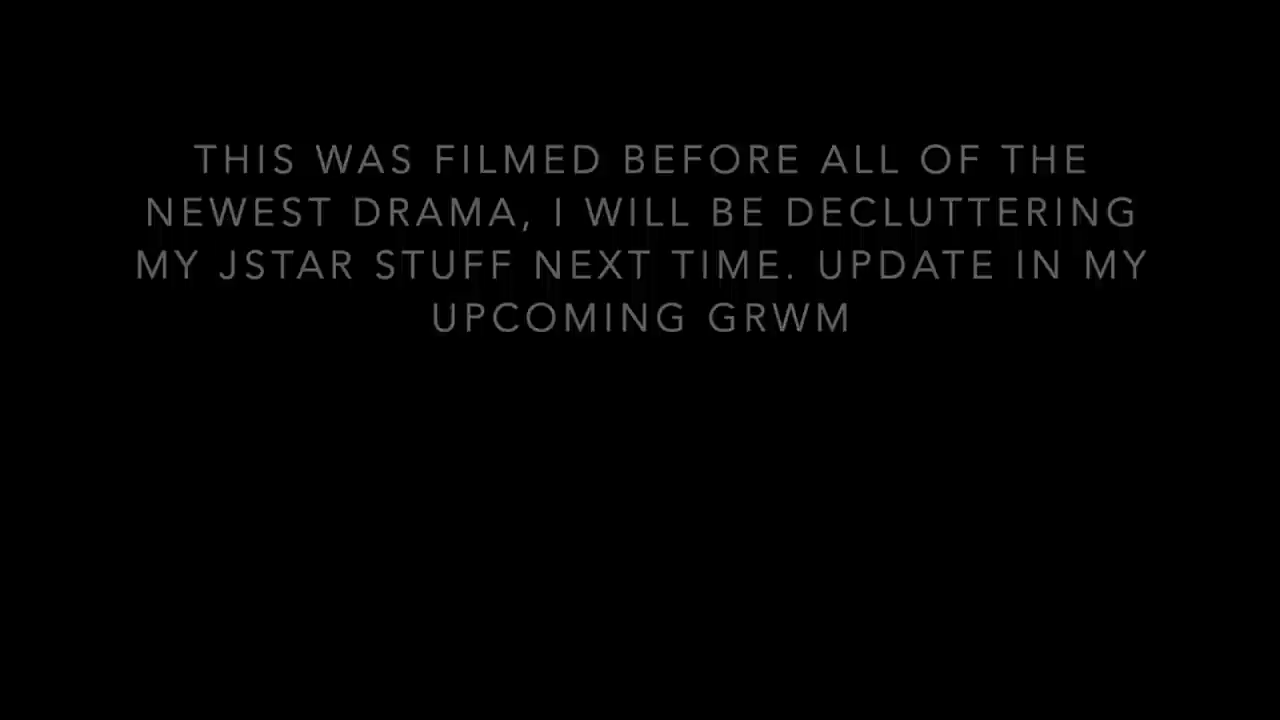 THIS WAS FILMED BEFORE ALL OF THE
NEWEST DRAMA, I WILL BE DECLUTTERING
MY JSTAR STUFF NEXT TIME. UPDATE IN MY
UPCOMING GRWM